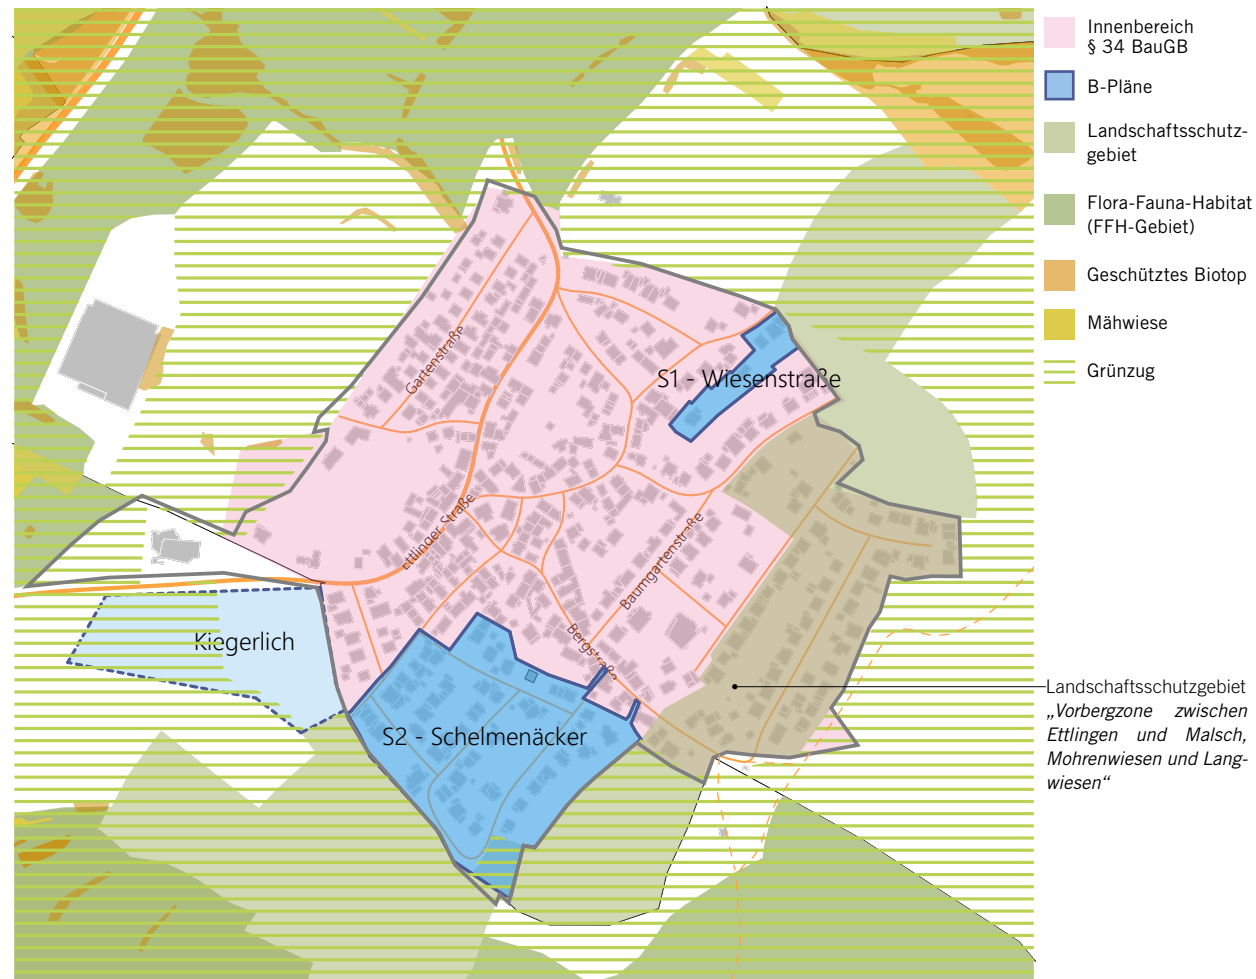 Innenbereich
§ 34 BauGB
B-Pläne
Landschaftsschutz-
gebiet
Flora-Fauna-Habitat
(FFH-Gebiet)
Geschütztes Biotop
Mähwiese
Grünzug
Gartenstraße
S1 - Wiesenstraße
Ettlinger Straße
Baumgartenstraße
Bergstraße
Kiegerlich
S2 - Schelmenäcker
Landschaftsschutzgebiet
„Vorbergzone zwischen
Ettlingen und Malsch,
Mohrenwiesen und Lang-
wiesen“